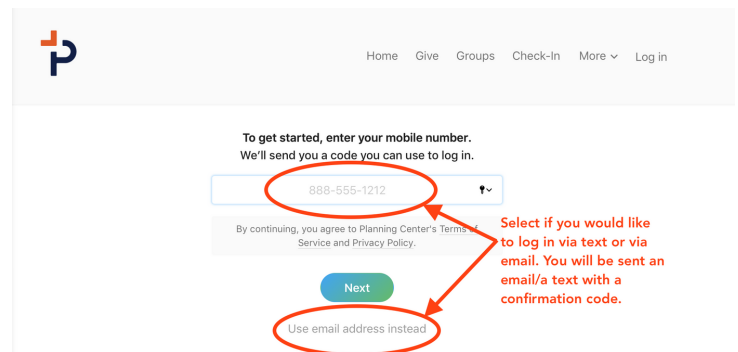 Home Give Groups Check-In More Log in
To get started, enter your mobile number.
We'll send you a code you can use to log in.
888-555-1212
By continuing, you agree to Planning Center's Terms of
Service and Privacy Policy.
Next
Use email address instead
Select if you would like
to log in via text or via
email. You will be sent an
email/a text with a
confirmation code.